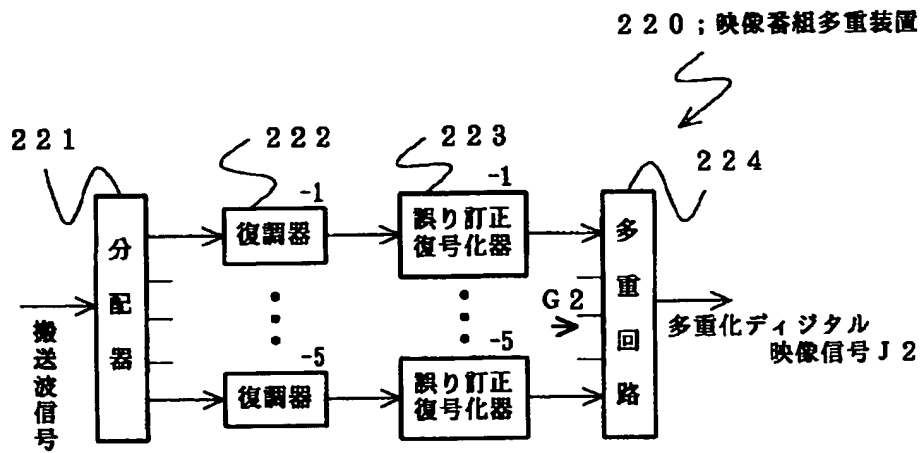 220;映像番組多重装置
221
222
223
224
-1
-1
分配器
復調器
誤り訂正
復号化器
多重回路
G2
搬送波信号
多重化ディジタル
映像信号J2
-5
-5
復調器
誤り訂正
復号化器